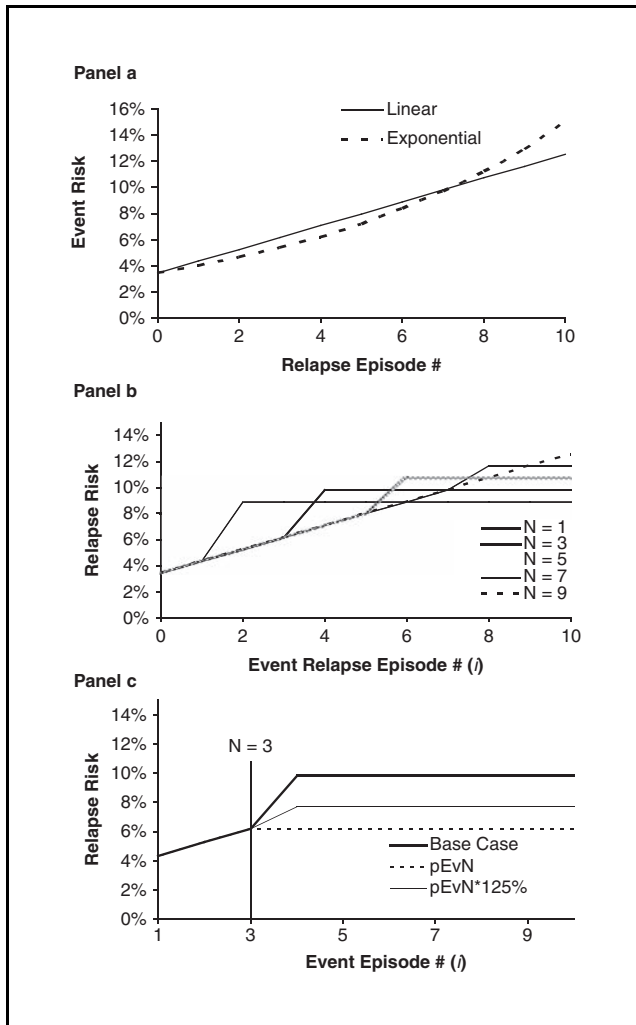 Panel a
16%
14%
12%
10%
8%
6%
4%
2%
0%
Event Risk
Linear
Exponential
0 2 4 6 8 10
Relapse Episode #
Panel b
14%
12%
10%
8%
6%
4%
2%
0%
Relapse Risk
N = 1
N = 3
N = 5
N = 7
N = 9
0 2 4 6 8 10
Event Relapse Episode # (i)
Panel c
14%
12%
10%
8%
6%
4%
2%
0%
Relapse Risk
N = 3
Base Case
pEvN
pEvN*125%
1 3 5 7 9
Event Episode # (i)